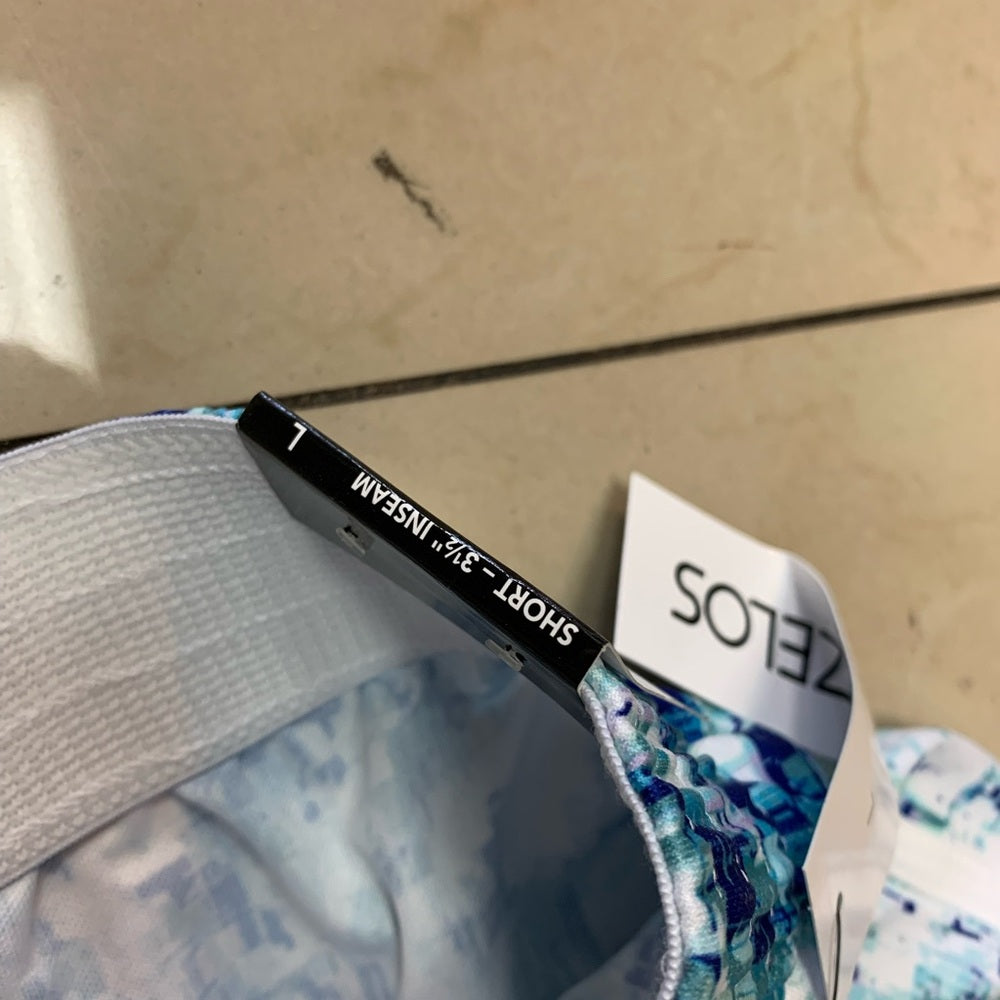 SHORT – 3½" INSEAM L
ZELOS